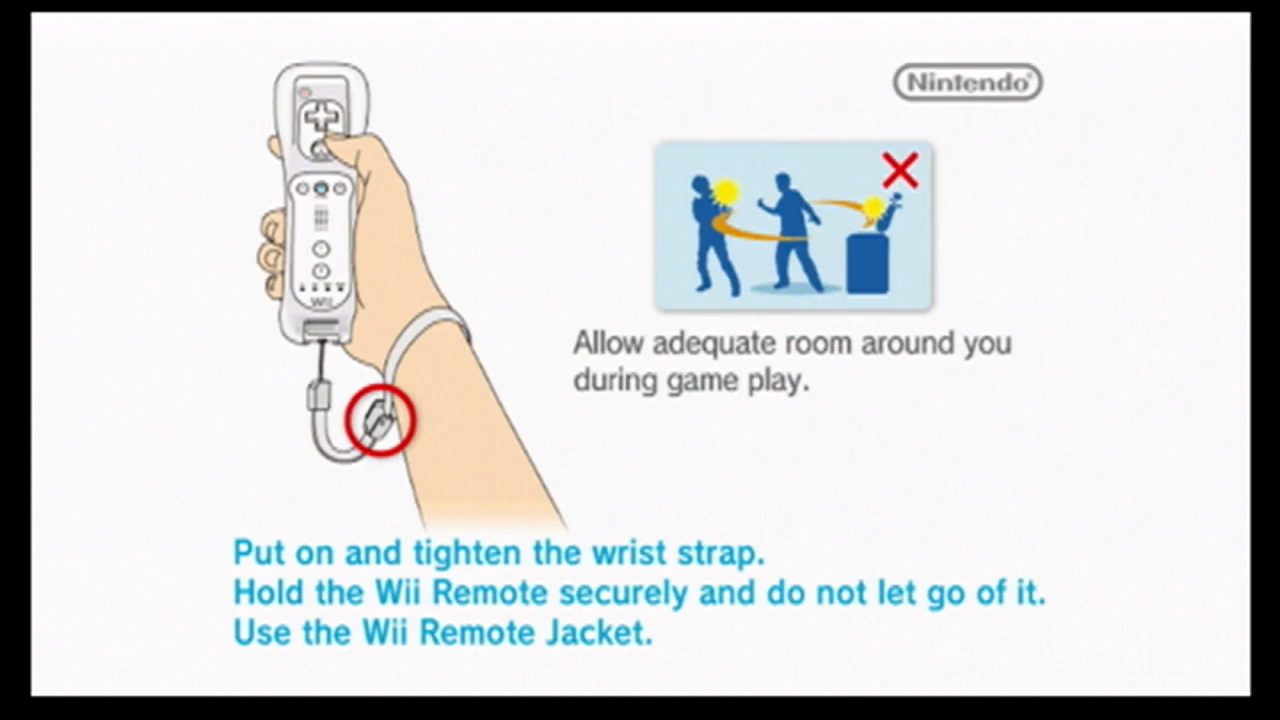 Nintendo
Wii
Allow adequate room around you
during game play.
Put on and tighten the wrist strap.
Hold the Wii Remote securely and do not let go of it.
Use the Wii Remote Jacket.